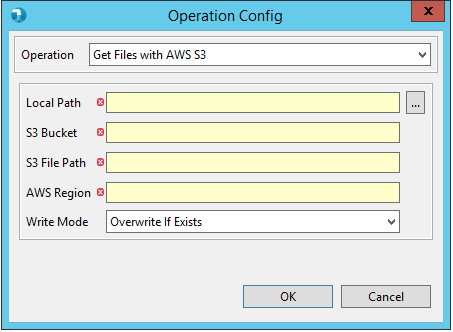 Operation Config
Operation Get Files with AWS S3
Local Path ...
S3 Bucket
S3 File Path
AWS Region
Write Mode Overwrite If Exists
OK Cancel